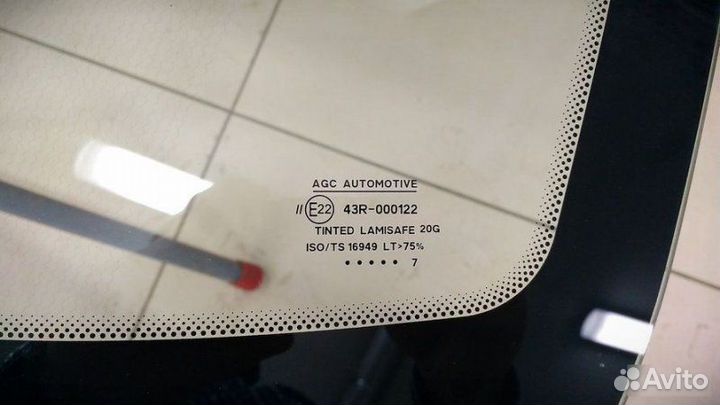 AGC AUTOMOTIVE
// E22 43R-000122
TINTED LAMISAFE 20G
ISO/TS 16949 LT>75%
• • • • • 7
Avito